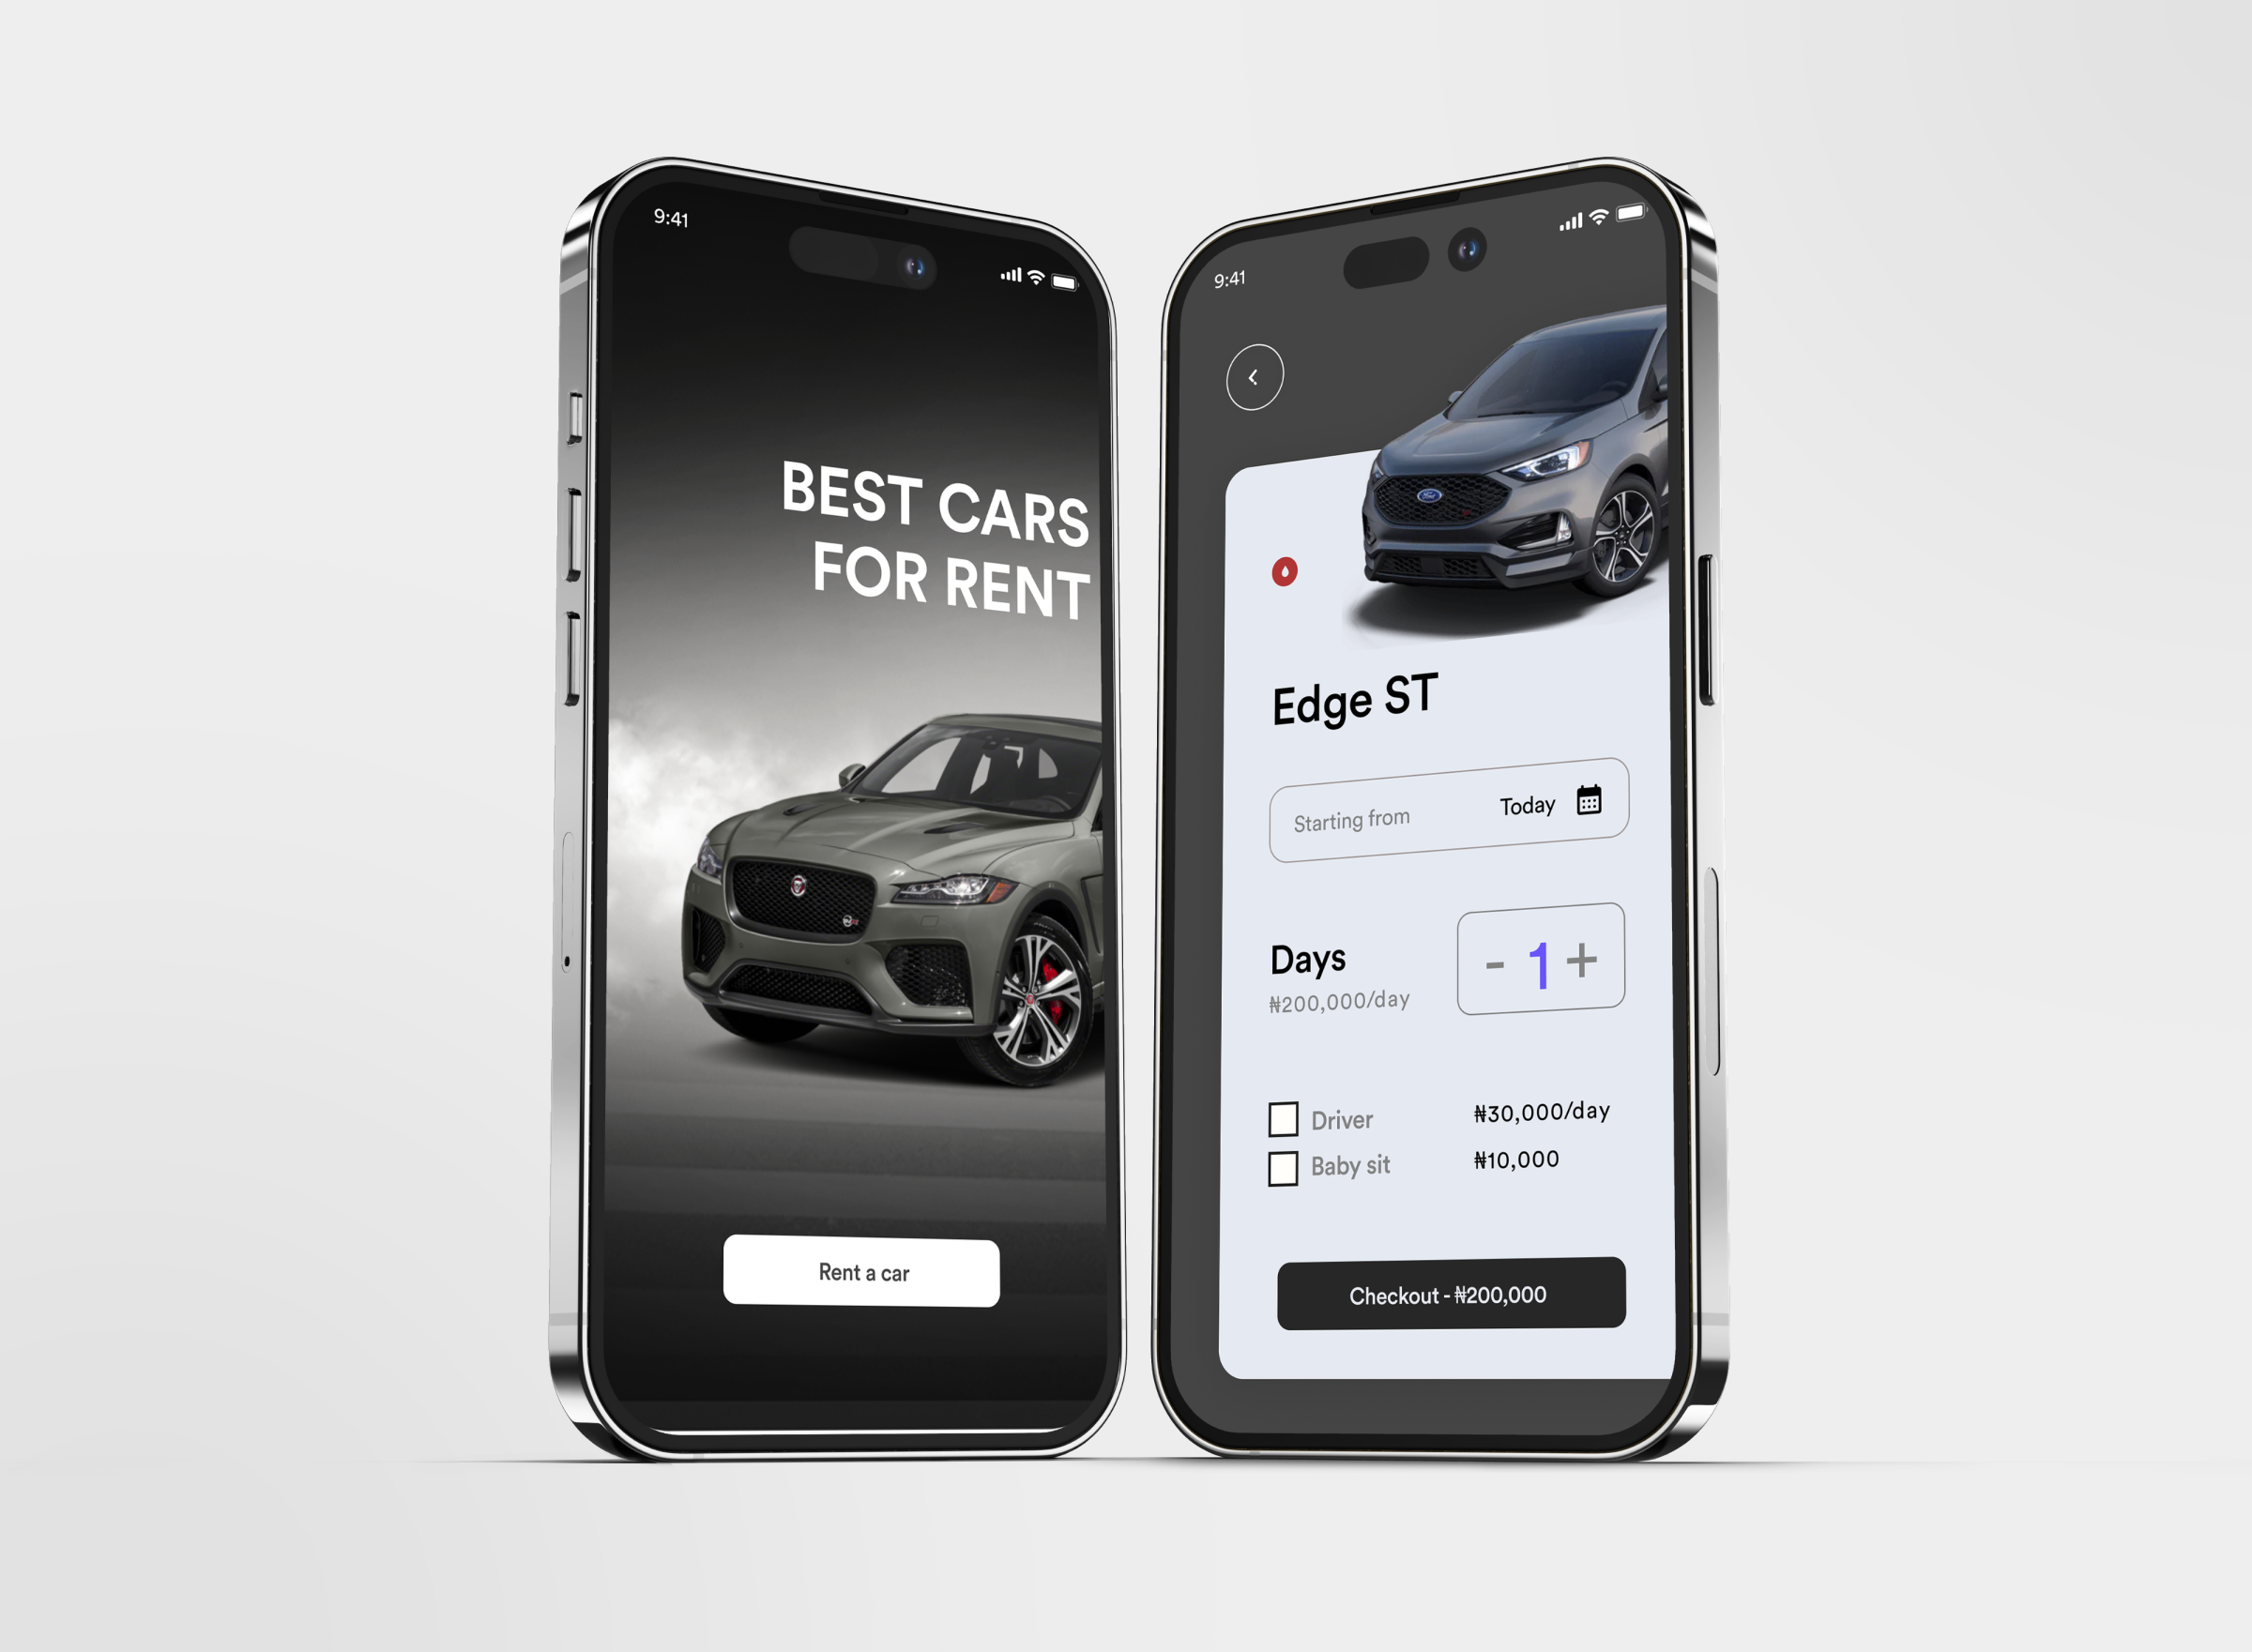 9:41
BEST CARS
FOR RENT
Rent a car
9:41
Ford
Edge ST
Starting from Today
Days
- 1 +
₦200,000/day
Driver ₦30,000/day
Baby sit ₦10,000
Checkout - ₦200,000